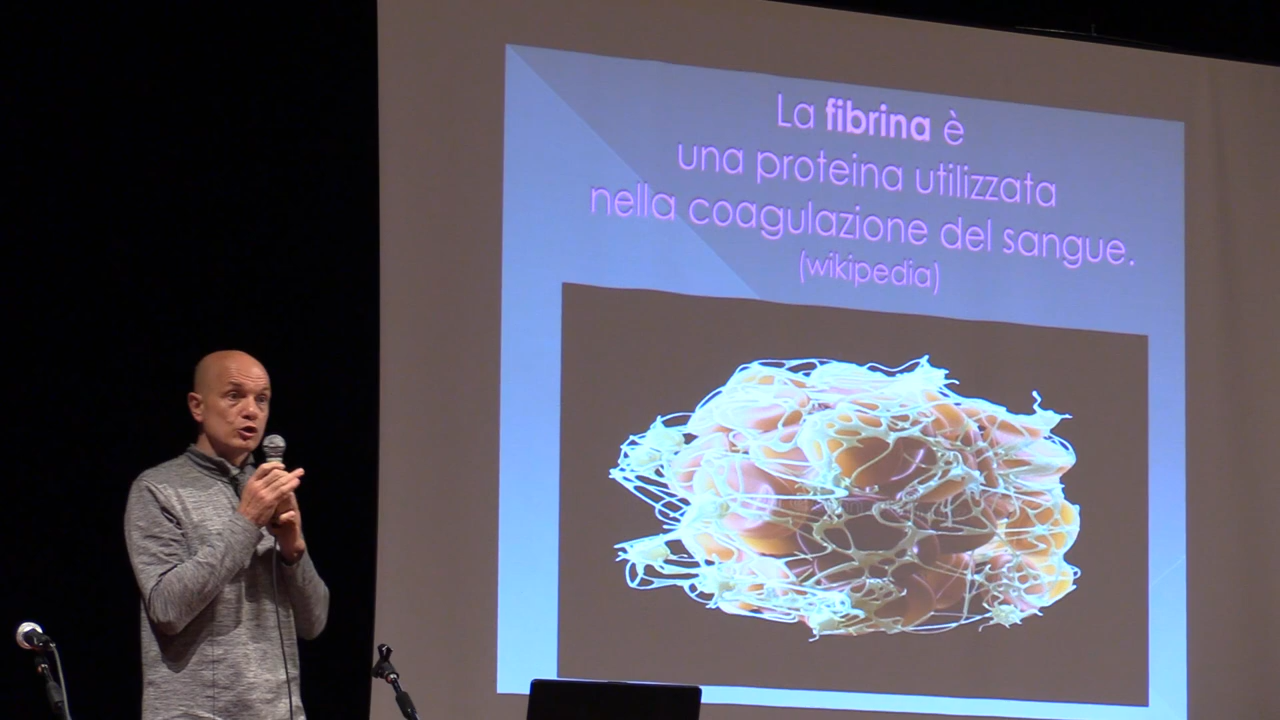 La fibrina è
una proteina utilizzata
nella coagulazione del sangue.
(wikipedia)